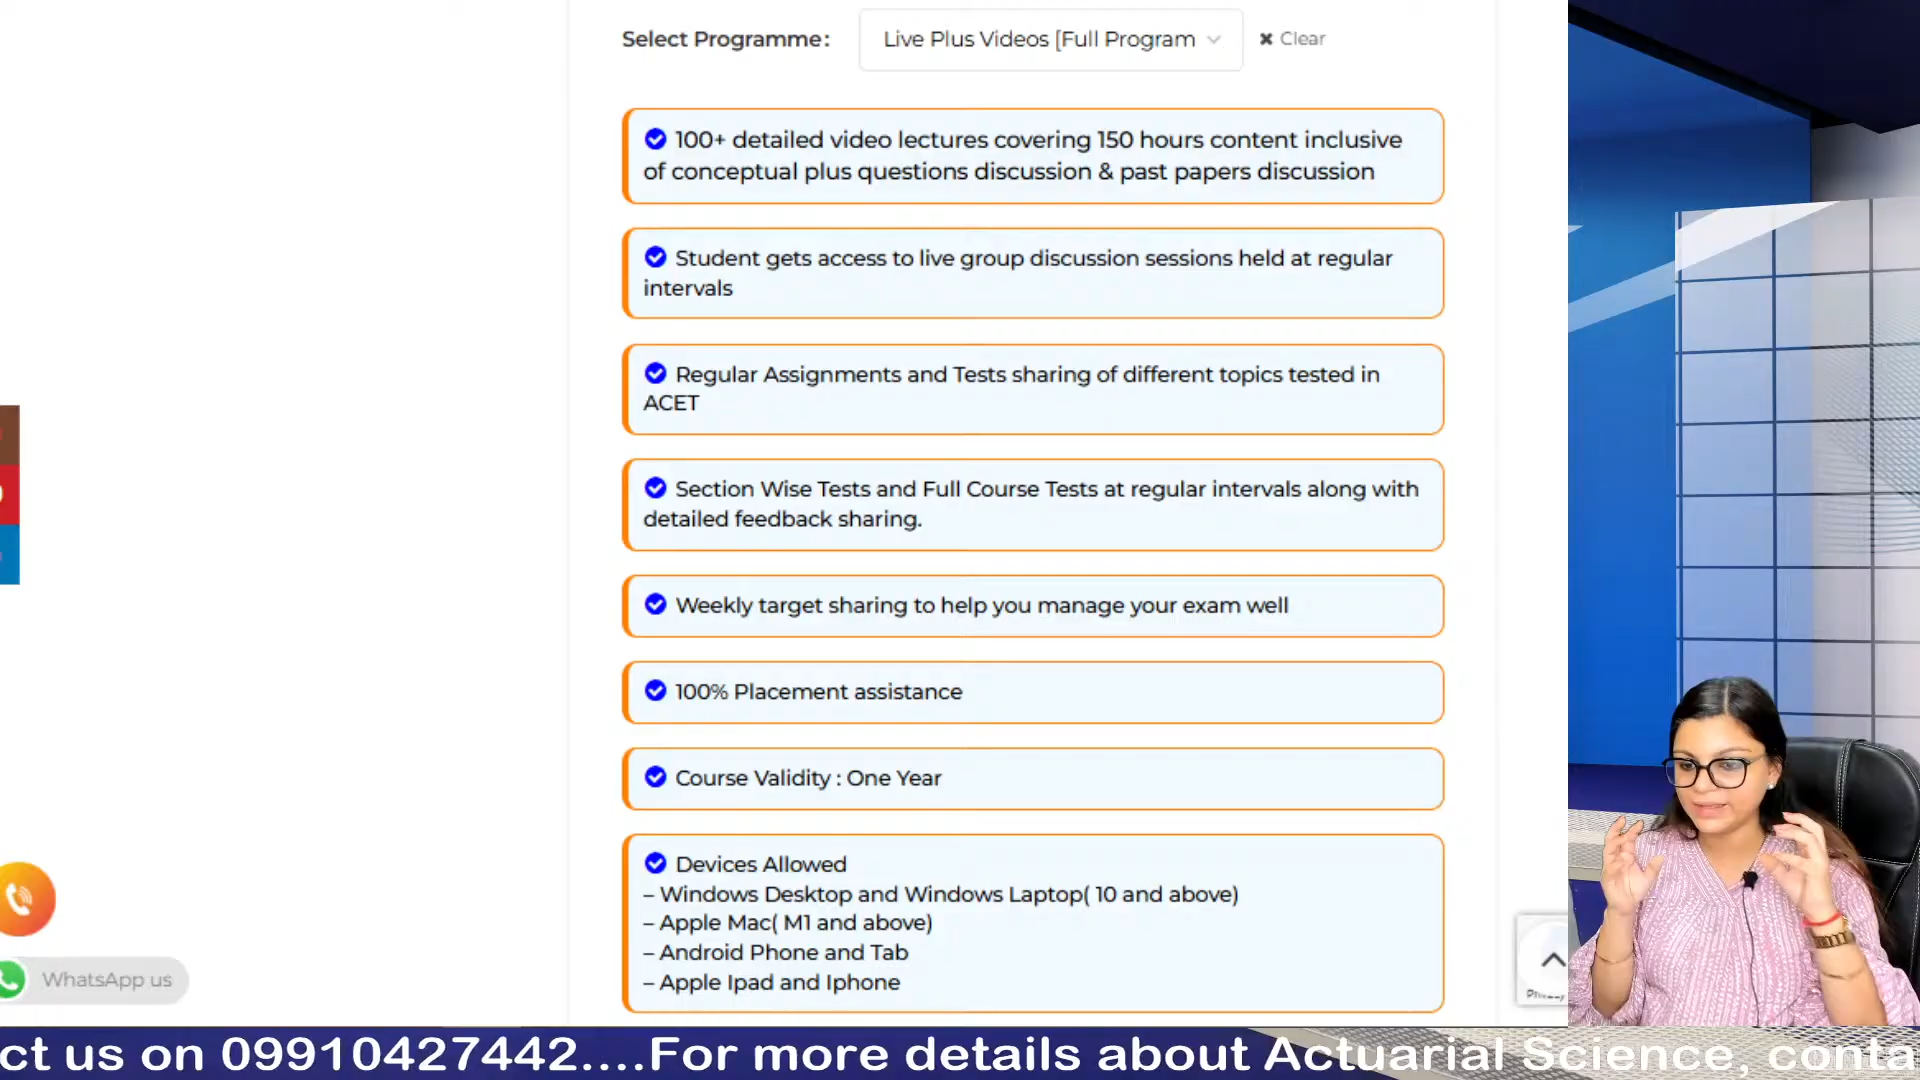 Select Programme:
Live Plus Videos [Full Program
Clear
100+ detailed video lectures covering 150 hours content inclusive
of conceptual plus questions discussion & past papers discussion
Student gets access to live group discussion sessions held at regular
intervals
Regular Assignments and Tests sharing of different topics tested in
ACET
Section Wise Tests and Full Course Tests at regular intervals along with
detailed feedback sharing.
Weekly target sharing to help you manage your exam well
100% Placement assistance
Course Validity : One Year
Devices Allowed
– Windows Desktop and Windows Laptop( 10 and above)
– Apple Mac( M1 and above)
– Android Phone and Tab
– Apple Ipad and Iphone
WhatsApp us
ct us on 09910427442....For more details about Actuarial Science, conta